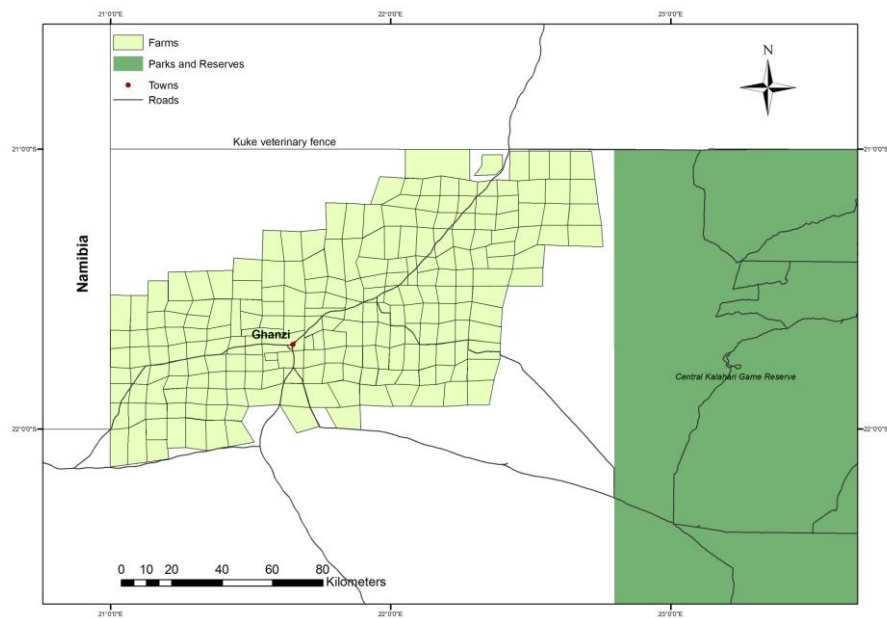 21°0'0"E 22°0'0"E 23°0'0"E
Farms
Parks and Reserves
Towns
Roads
N
Kuke veterinary fence
21°0'0"S 21°0'0"S
Namibia
Ghanzi
Central Kalahari Game Reserve
22°0'0"S 22°0'0"S
0 10 20 40 60 80
Kilometers
21°0'0"E 22°0'0"E 23°0'0"E